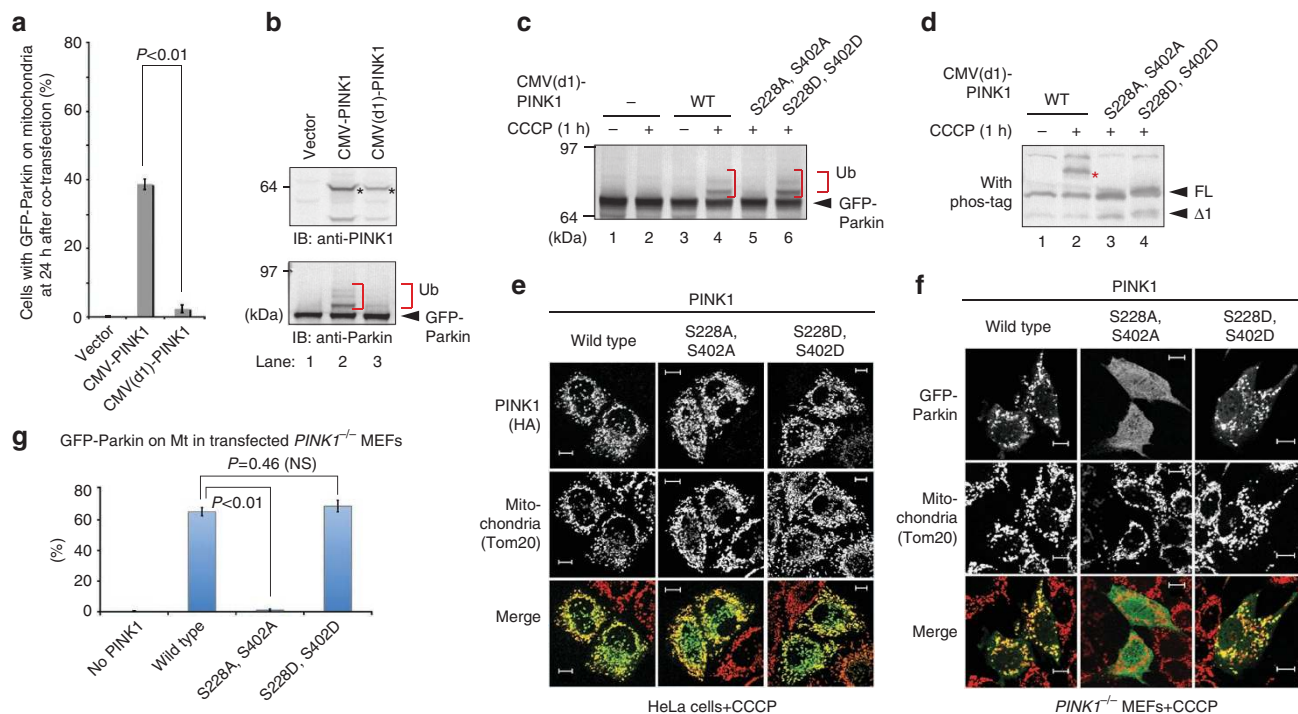 a
Cells with GFP-Parkin on mitochondria
at 24 h after co-transfection (%)
80
60
40
20
0
P<0.01
Vector
CMV-PINK1
CMV(d1)-PINK1
b
Vector
CMV-PINK1
CMV(d1)-PINK1
64
*
*
IB: anti-PINK1
97
Ub
(kDa)
GFP-
Parkin
IB: anti-Parkin
Lane: 1 2 3
c
CMV(d1)-
PINK1
–
WT
S228A, S402A
S228D, S402D
CCCP (1 h) – + – + + +
97
Ub
GFP-
Parkin
64
(kDa) 1 2 3 4 5 6
d
CMV(d1)-
PINK1
WT
S228A, S402A
S228D, S402D
CCCP (1 h) – + + +
With
phos-tag
*
FL
Δ1
1 2 3 4
e
PINK1
Wild type
S228A,
S402A
S228D,
S402D
PINK1
(HA)
Mito-
chondria
(Tom20)
Merge
HeLa cells+CCCP
f
PINK1
Wild type
S228A,
S402A
S228D,
S402D
GFP-
Parkin
Mito-
chondria
(Tom20)
Merge
PINK1–/– MEFs+CCCP
g
GFP-Parkin on Mt in transfected PINK1–/– MEFs
P=0.46 (NS)
P<0.01
(%)
80
60
40
20
0
No PINK1
Wild type
S228A, S402A
S228D, S402D